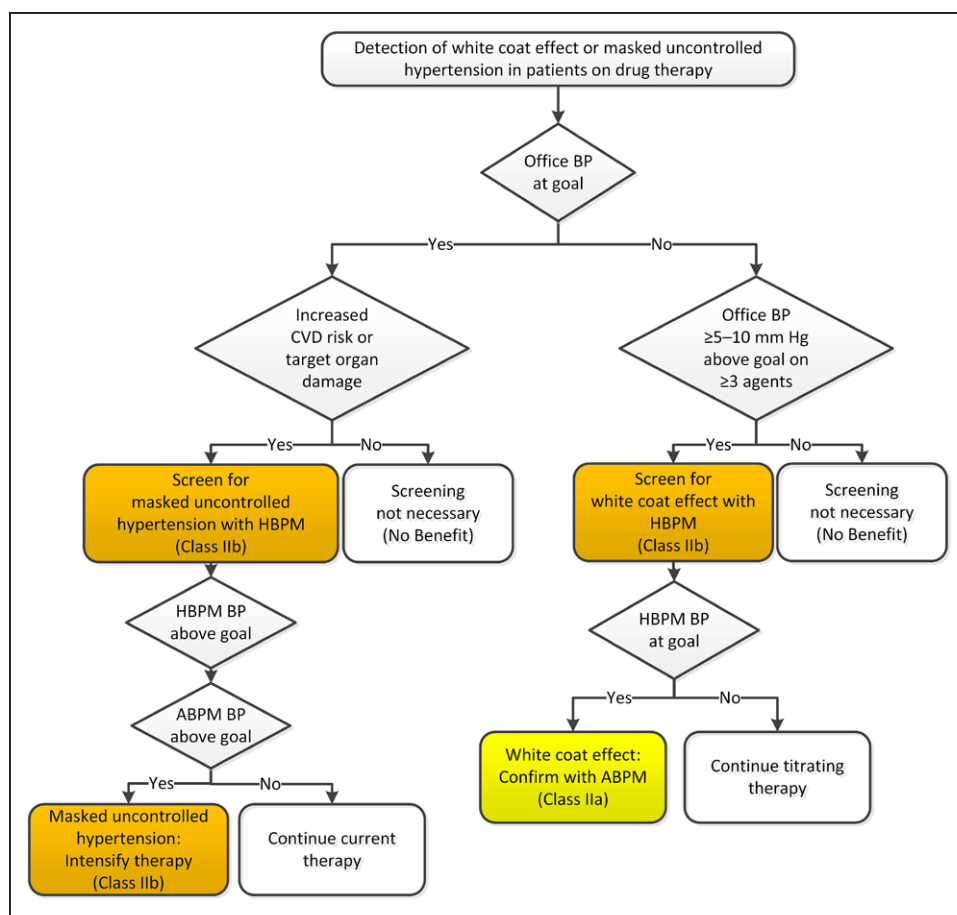 Detection of white coat effect or masked uncontrolled
hypertension in patients on drug therapy
Office BP
at goal
Yes
No
Increased
CVD risk or
target organ
damage
Office BP
≥5–10 mm Hg
above goal on
≥3 agents
Yes
No
Yes
No
Screen for
masked uncontrolled
hypertension with HBPM
(Class IIb)
Screening
not necessary
(No Benefit)
Screen for
white coat effect with
HBPM
(Class IIb)
Screening
not necessary
(No Benefit)
HBPM BP
above goal
HBPM BP
at goal
ABPM BP
above goal
Yes
No
White coat effect:
Confirm with ABPM
(Class IIa)
Continue titrating
therapy
Yes
No
Masked uncontrolled
hypertension:
Intensify therapy
(Class IIb)
Continue current
therapy